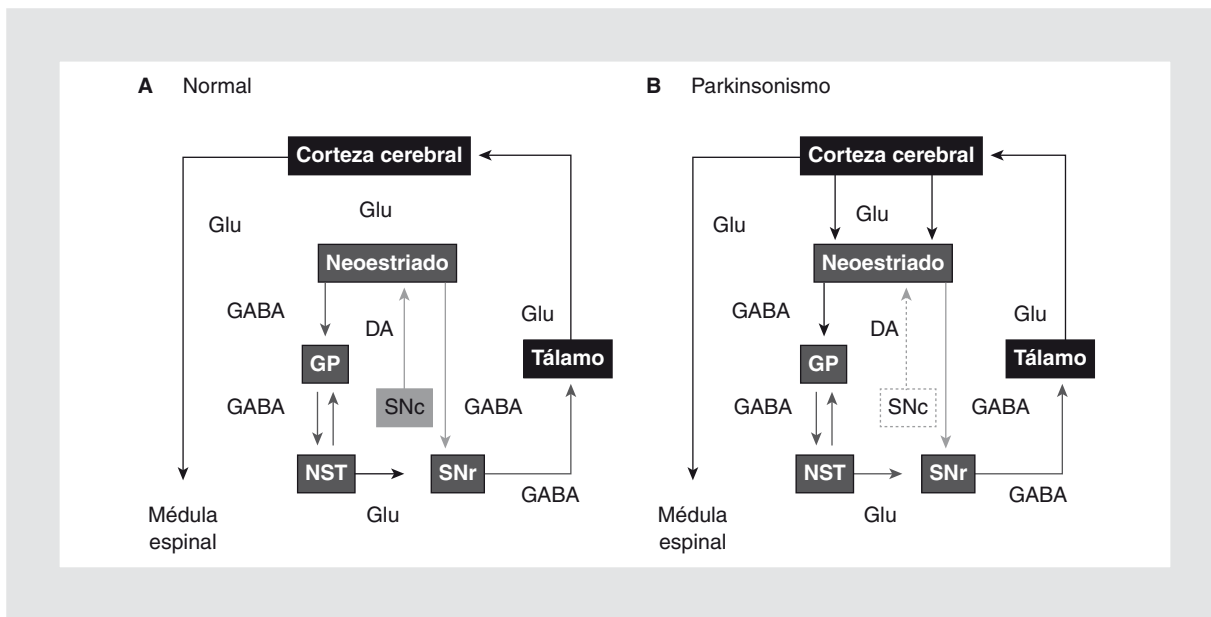 A Normal
Corteza cerebral
Glu
Glu
Neoestriado
GABA
DA
Glu
GP
Tálamo
GABA
SNc
GABA
NST
SNr
GABA
Glu
Médula
espinal
B Parkinsonismo
Corteza cerebral
Glu
Glu
Neoestriado
GABA
DA
Glu
GP
Tálamo
GABA
SNc
GABA
NST
SNr
GABA
Glu
Médula
espinal